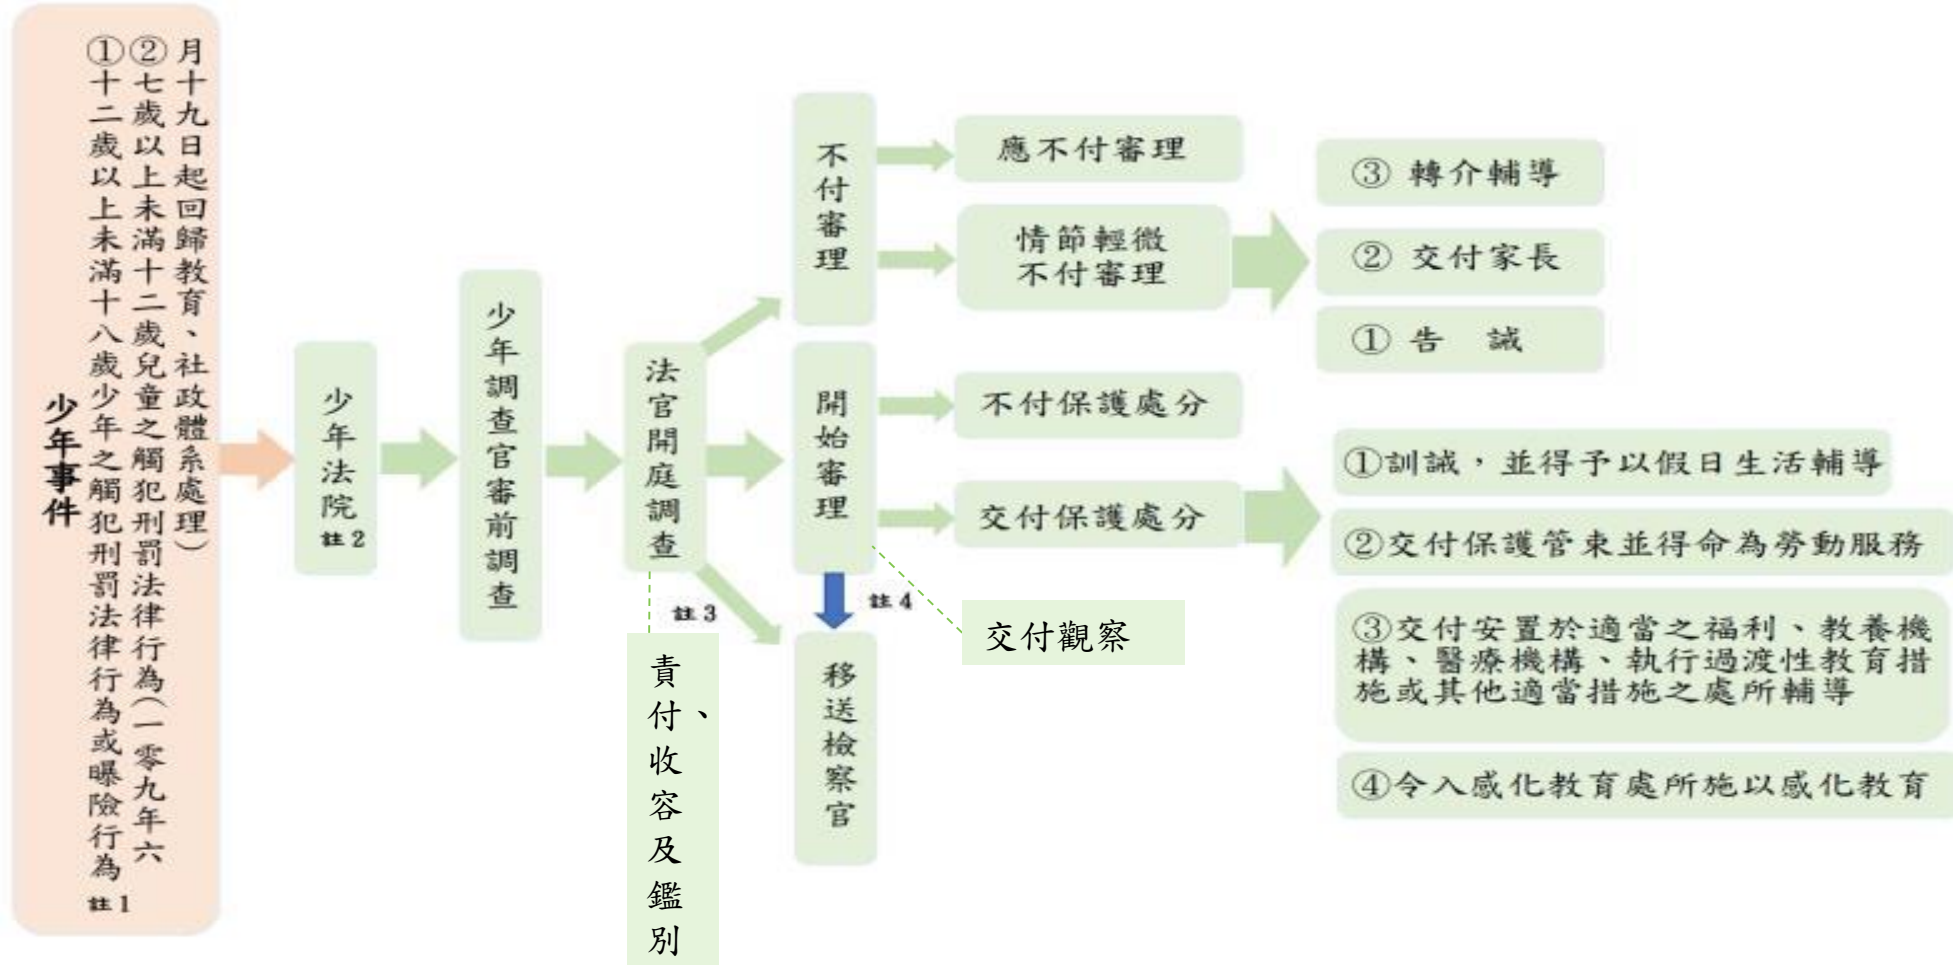 少年事件
①十二歲以上未滿十八歲少年之觸犯刑罰法律行為或曝險行為 註1
②七歲以上未滿十二歲兒童之觸犯刑罰法律行為(一零九年六
月十九日起回歸教育、社政體系處理)
少年法院
註2
少年調查官審前調查
法官開庭調查
責付、
收容及鑑別
註3
不付審理
應不付審理
情節輕微
不付審理
③ 轉介輔導
② 交付家長
① 告 誡
開始審理
不付保護處分
交付保護處分
註4
交付觀察
移送檢察官
①訓誡，並得予以假日生活輔導
②交付保護管束並得命為勞動服務
③交付安置於適當之福利、教養機
構、醫療機構、執行過渡性教育措
施或其他適當措施之處所輔導
④令入感化教育處所施以感化教育